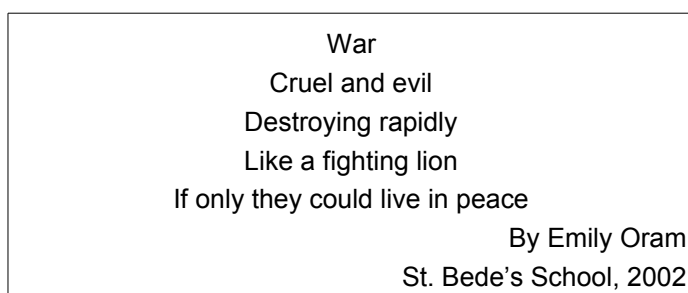 War
Cruel and evil
Destroying rapidly
Like a fighting lion
If only they could live in peace
By Emily Oram
St. Bede’s School, 2002